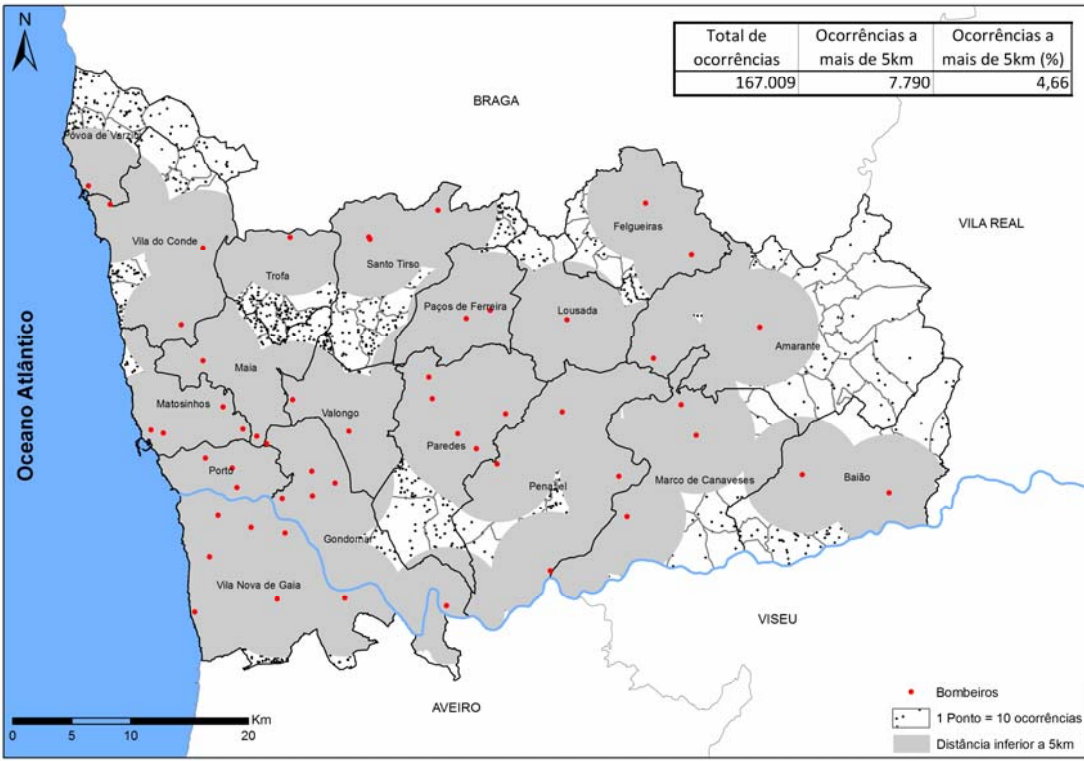 N
Total de ocorrências
Ocorrências a mais de 5km
Ocorrências a mais de 5km (%)
167.009
7.790
4,66
BRAGA
Póvoa de Varzim
VILA REAL
Felgueiras
Vila do Conde
Trofa
Santo Tirso
Paços de Ferreira
Lousada
Amarante
Oceano Atlântico
Maia
Matosinhos
Valongo
Paredes
Porto
Penafiel
Marco de Canaveses
Baião
Gondomar
Vila Nova de Gaia
VISEU
AVEIRO
Bombeiros
1 Ponto = 10 ocorrências
Distância inferior a 5km
Km
0 5 10 20